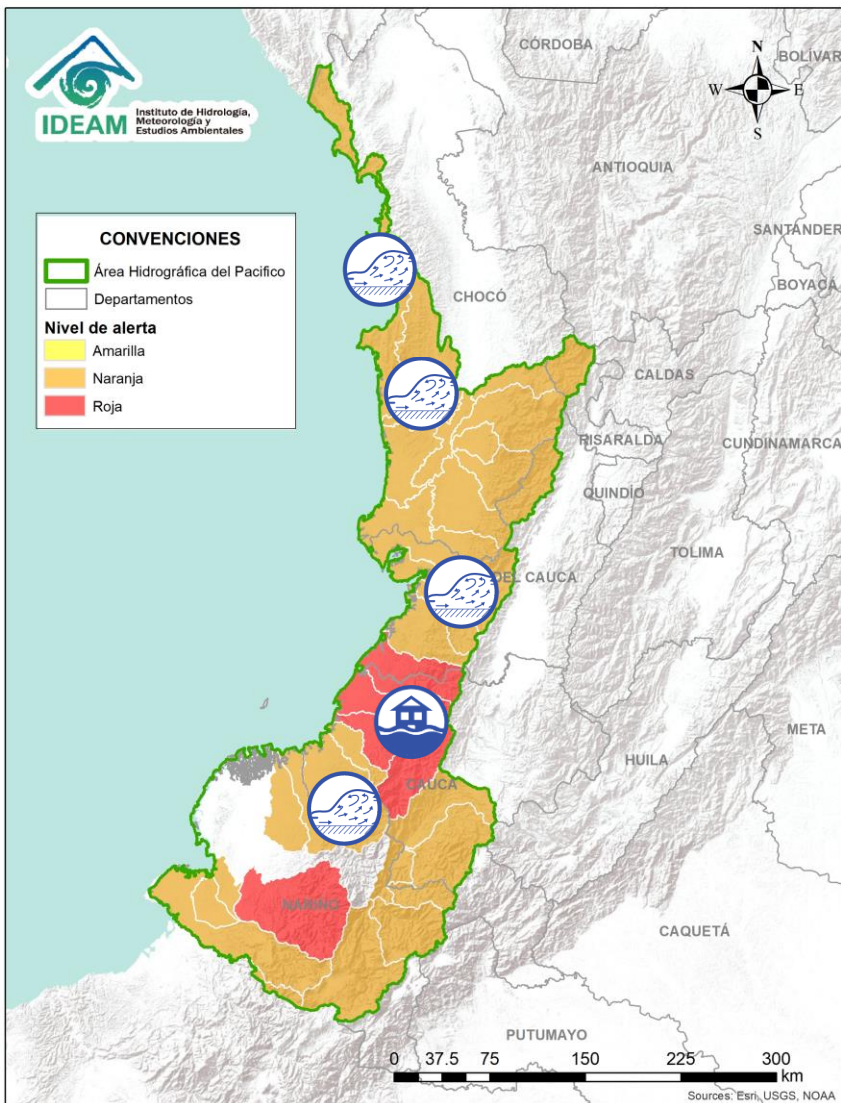 IDEAM
Instituto de Hidrología,
Meteorología y
Estudios Ambientales
CONVENCIONES
Área Hidrográfica del Pacifico
Departamentos
Nivel de alerta
Amarilla
Naranja
Roja
N
W
E
S
CÓRDOBA
BOLÍVAR
ANTIOQUIA
SANTANDER
BOYACÁ
CHOCÓ
CALDAS
RISARALDA
CUNDINAMARCA
QUINDÍO
TOLIMA
DEL CAUCA
META
HUILA
CAUCA
NARIÑO
CAQUETÁ
PUTUMAYO
0 37.5 75 150 225 300
km
Sources: Esri, USGS, NOAA